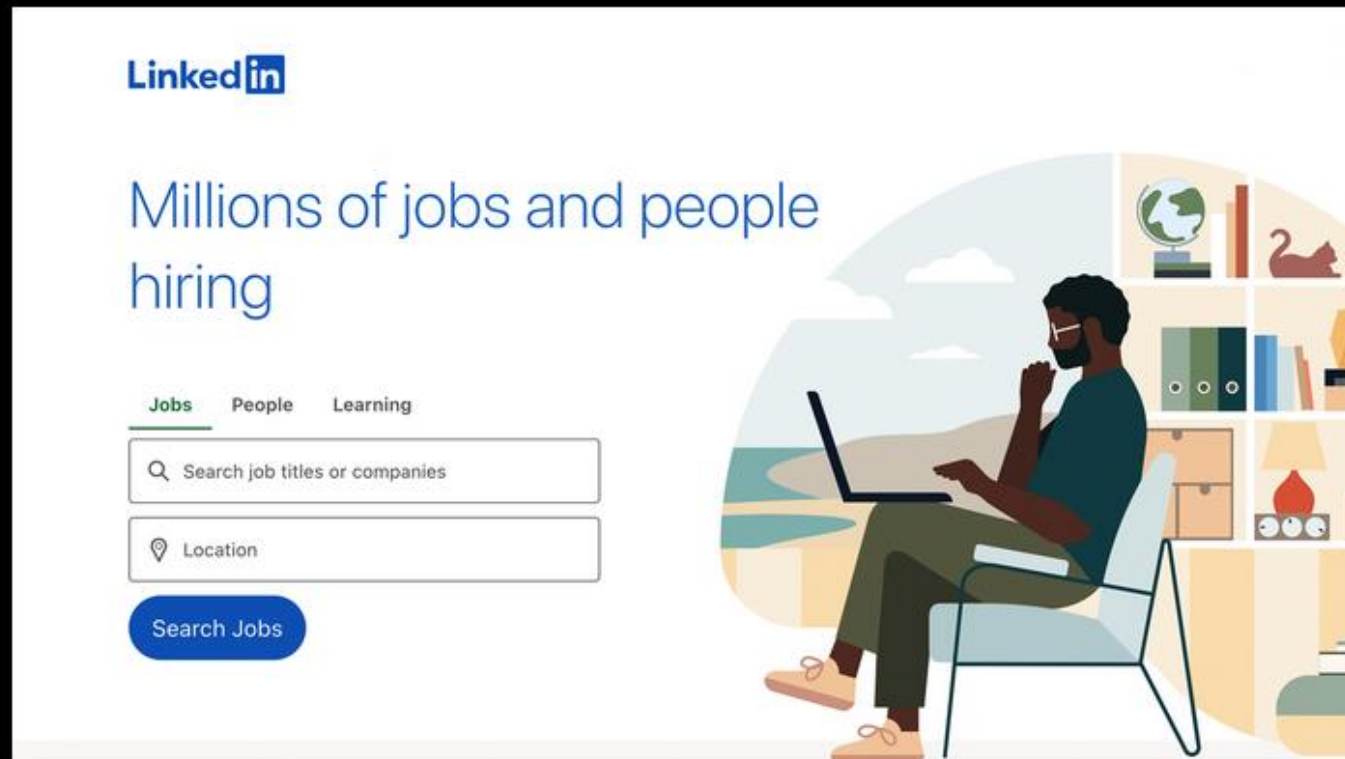 LinkedIn
Millions of jobs and people
hiring
Jobs People Learning
Search job titles or companies
Location
Search Jobs